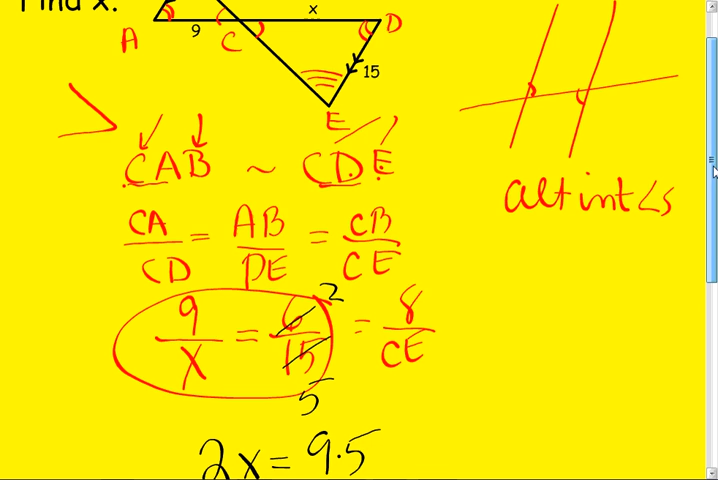 Find x.
x
A 9 C D
15
E
CAB ~ CDE
alt int ∠s
CA/CD = AB/DE = CB/CE
9/x = 6/15 = 8/CE
2
5
2x = 9·5